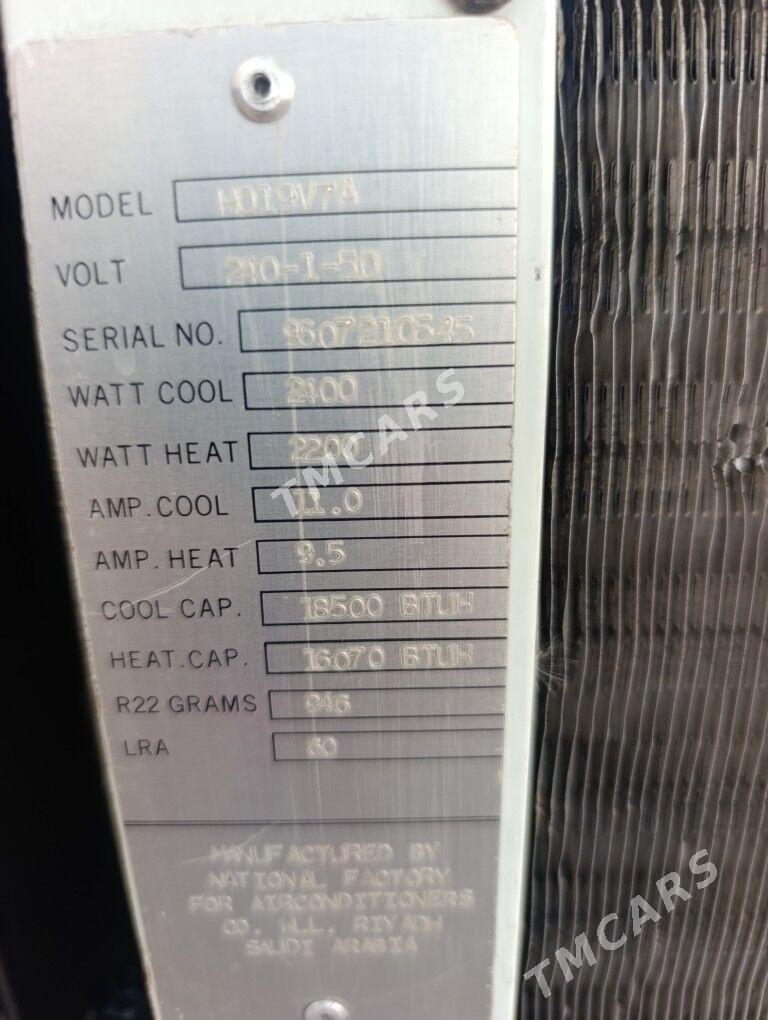 TMCARS
MODEL HD19V7A
VOLT 240-1-50
SERIAL NO. 9607210545
WATT COOL 2400
WATT HEAT 2200
AMP. COOL 11.0
AMP. HEAT 9.5
COOL CAP. 18500 BTUH
HEAT. CAP. 16070 BTUH
R22 GRAMS 946
LRA 60
TMCARS
MANUFACTURED BY
NATIONAL FACTORY
FOR AIRCONDITIONERS
CO. W.L.L. RIYADH
SAUDI ARABIA
TMCARS